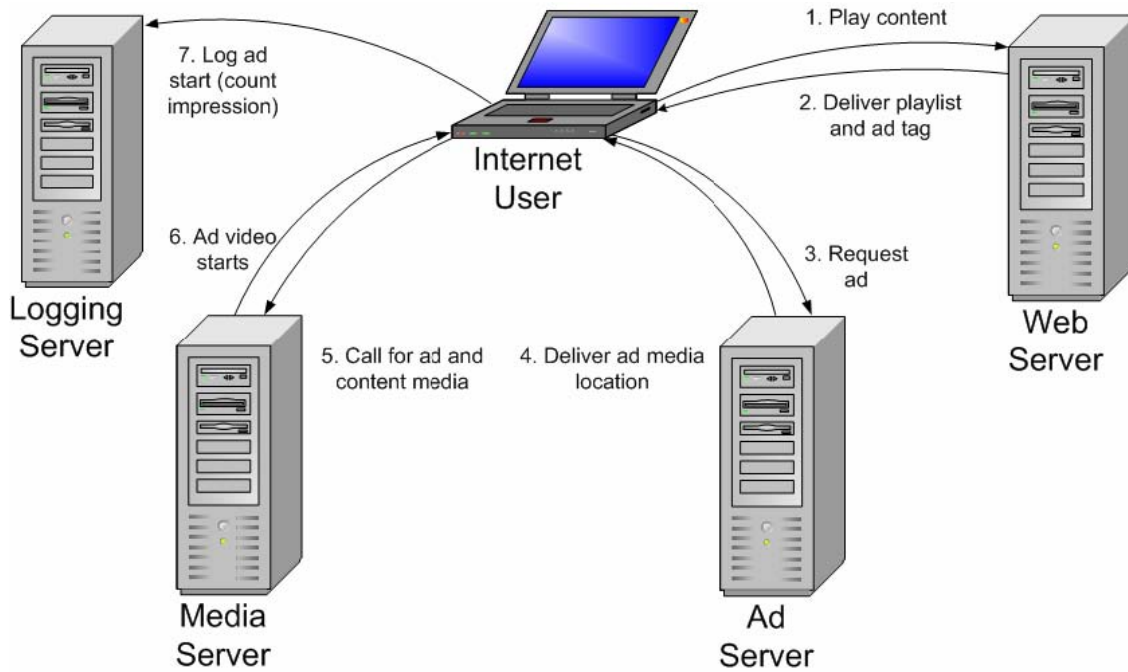 1. Play content
2. Deliver playlist
and ad tag
7. Log ad
start (count
impression)
Internet
User
6. Ad video
starts
3. Request
ad
Logging
Server
Web
Server
5. Call for ad and
content media
4. Deliver ad media
location
Media
Server
Ad
Server